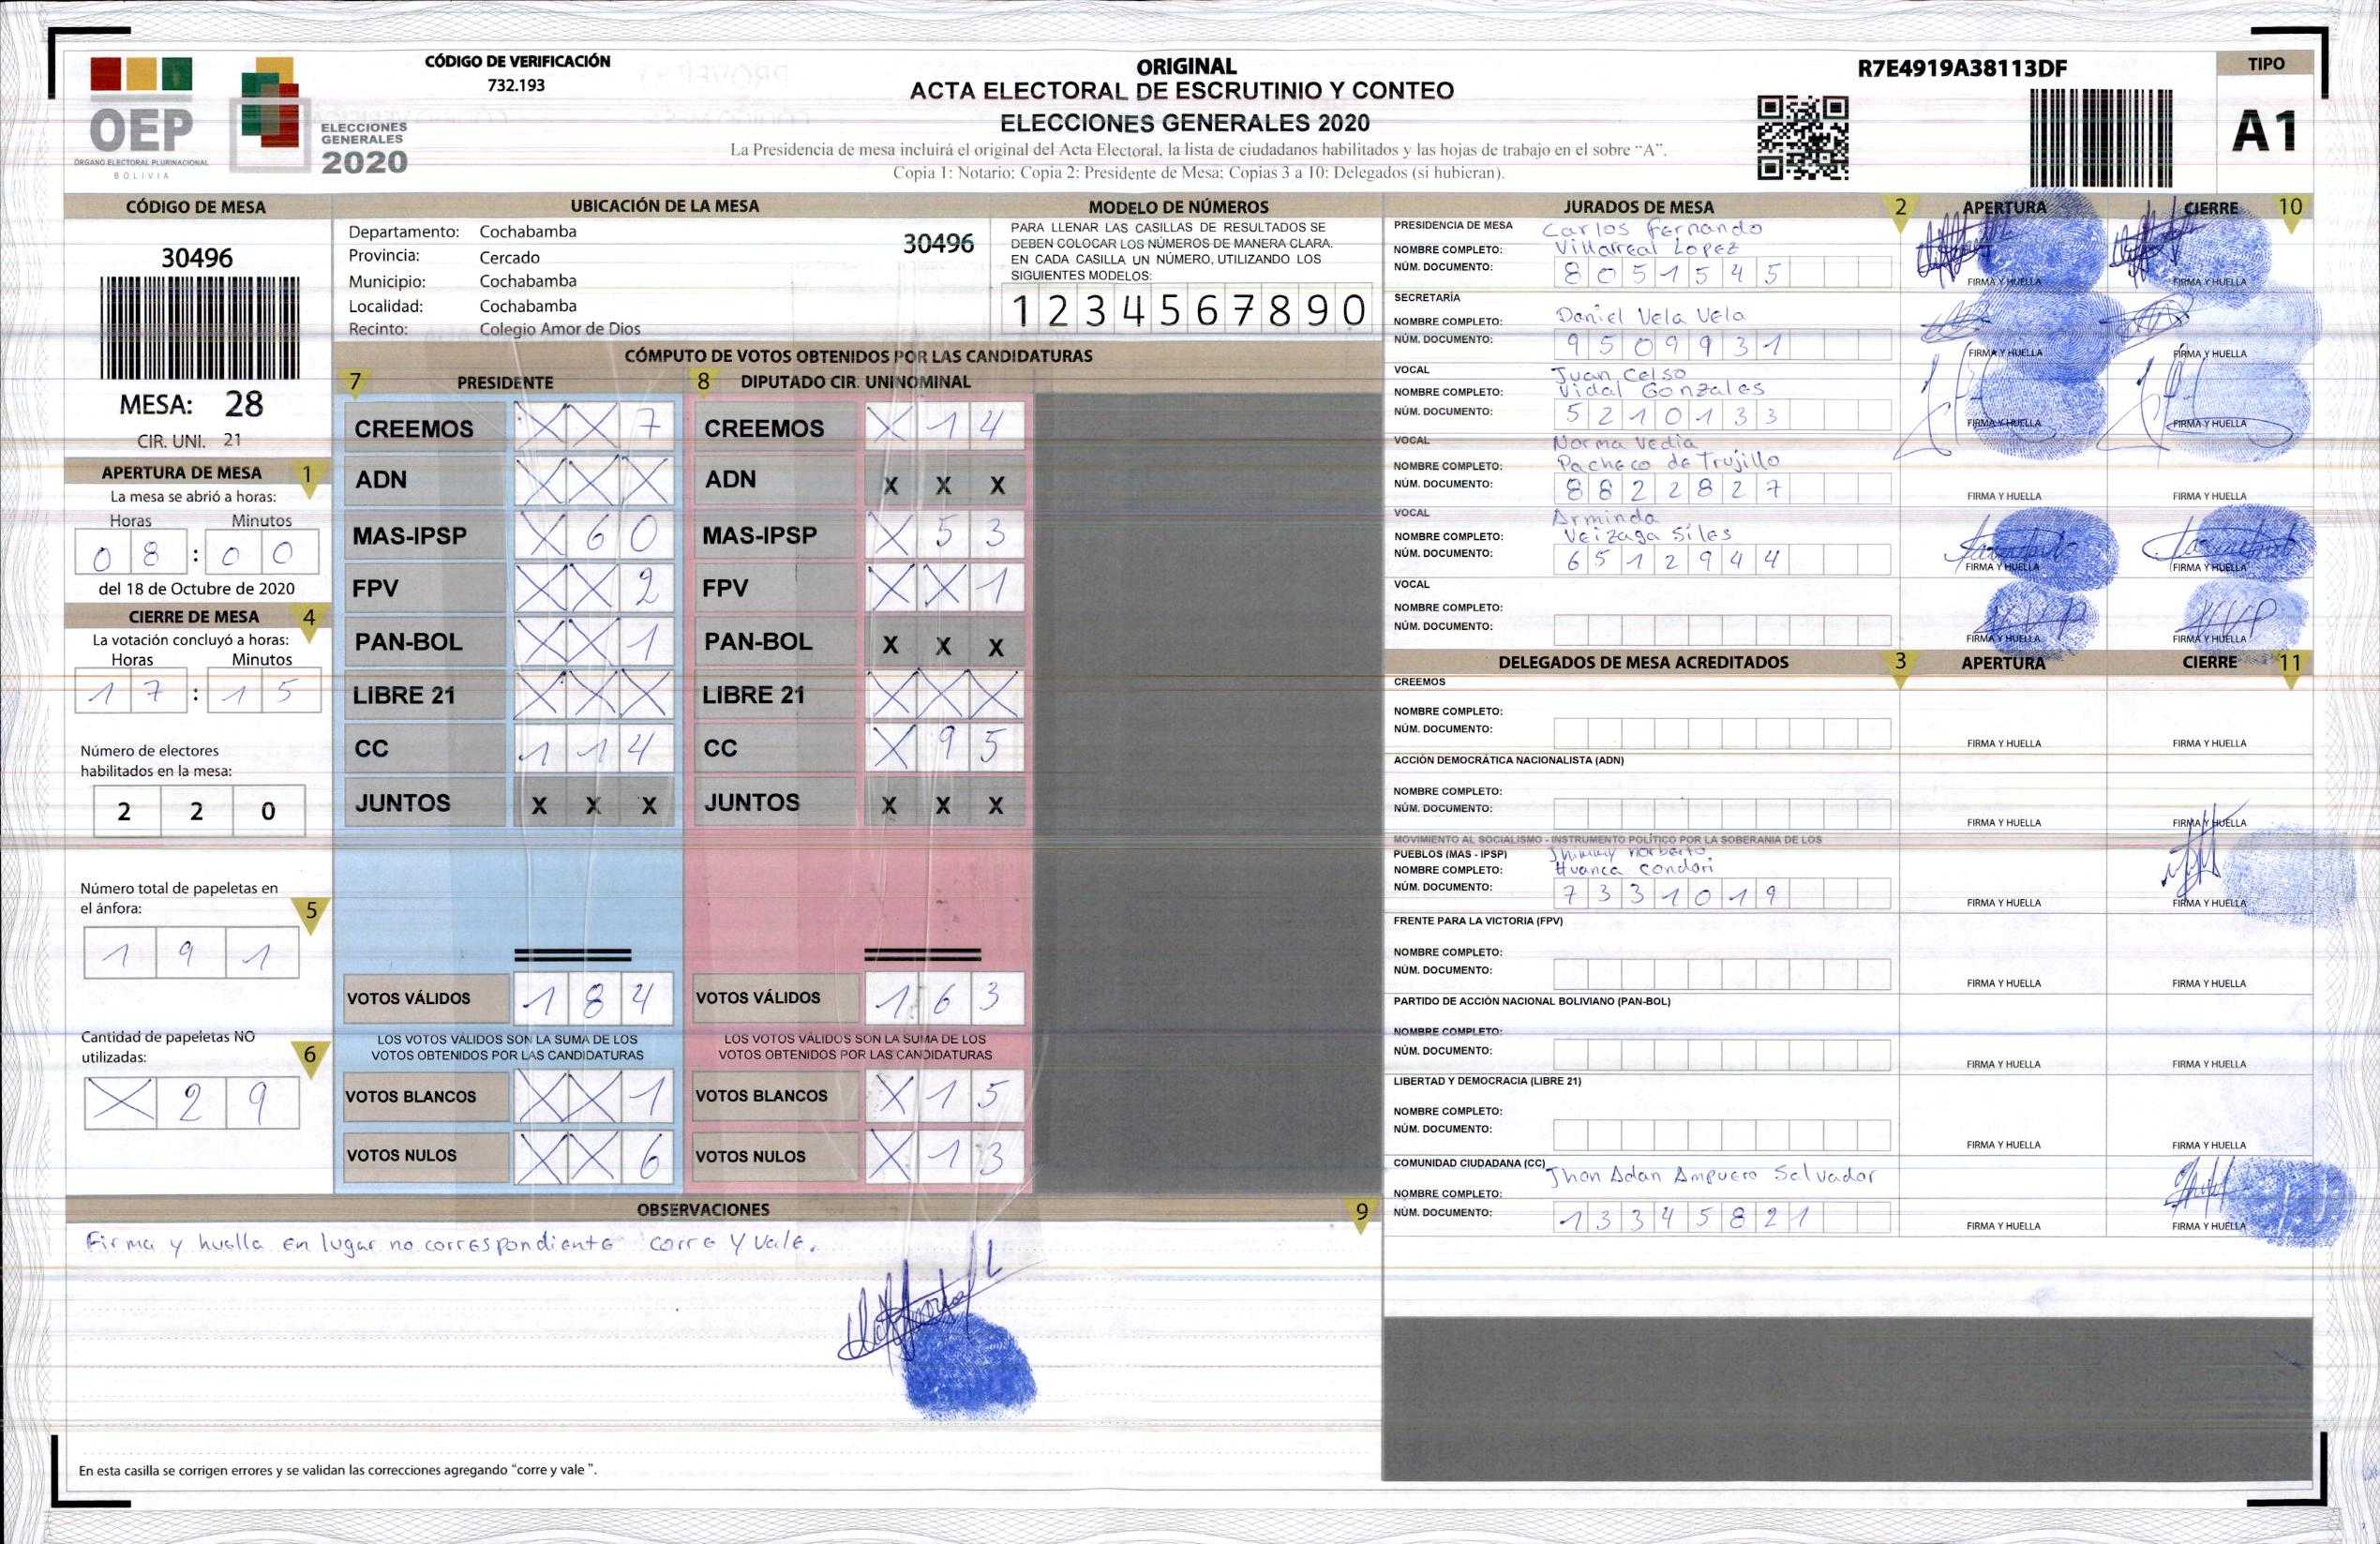 CÓDIGO DE VERIFICACIÓN
732.193
ORIGINAL
ACTA ELECTORAL DE ESCRUTINIO Y CONTEO
ELECCIONES GENERALES 2020
La Presidencia de mesa incluirá el original del Acta Electoral, la lista de ciudadanos habilitados y las hojas de trabajo en el sobre “A”.
Copia 1: Notario; Copia 2: Presidente de Mesa; Copias 3 a 10: Delegados (si hubieran).
R7E4919A38113DF
TIPO
A1
OEP
ÓRGANO ELECTORAL PLURINACIONAL
BOLIVIA
ELECCIONES
GENERALES
2020
CÓDIGO DE MESA
30496
MESA: 28
CIR. UNI. 21
APERTURA DE MESA 1
La mesa se abrió a horas:
Horas Minutos
0 8 : 0 0
del 18 de Octubre de 2020
CIERRE DE MESA 4
La votación concluyó a horas:
Horas Minutos
1 7 : 1 5
Número de electores
habilitados en la mesa:
2 2 0
Número total de papeletas en
el ánfora: 5
1 9 1
Cantidad de papeletas NO
utilizadas: 6
X 2 9
UBICACIÓN DE LA MESA
Departamento: Cochabamba
30496
Provincia: Cercado
Municipio: Cochabamba
Localidad: Cochabamba
Recinto: Colegio Amor de Dios
MODELO DE NÚMEROS
PARA LLENAR LAS CASILLAS DE RESULTADOS SE
DEBEN COLOCAR LOS NÚMEROS DE MANERA CLARA.
EN CADA CASILLA UN NÚMERO, UTILIZANDO LOS
SIGUIENTES MODELOS:
1 2 3 4 5 6 7 8 9 0
CÓMPUTO DE VOTOS OBTENIDOS POR LAS CANDIDATURAS
7 PRESIDENTE 8 DIPUTADO CIR. UNINOMINAL
CREEMOS X X 7 CREEMOS X 1 4
ADN X X X ADN X X X
MAS-IPSP X 6 0 MAS-IPSP X 5 3
FPV X X 2 FPV X X 1
PAN-BOL X X 1 PAN-BOL X X X
LIBRE 21 X X X LIBRE 21 X X X
CC 1 1 4 CC X 9 5
JUNTOS X X X JUNTOS X X X
VOTOS VÁLIDOS 1 8 4 VOTOS VÁLIDOS 1 6 3
LOS VOTOS VÁLIDOS SON LA SUMA DE LOS LOS VOTOS VÁLIDOS SON LA SUMA DE LOS
VOTOS OBTENIDOS POR LAS CANDIDATURAS VOTOS OBTENIDOS POR LAS CANDIDATURAS
VOTOS BLANCOS X X 1 VOTOS BLANCOS X 1 5
VOTOS NULOS X X 6 VOTOS NULOS X 1 3
OBSERVACIONES 9
Firma y huella en lugar no correspondiente corre y vale.
En esta casilla se corrigen errores y se validan las correcciones agregando “corre y vale ”.
JURADOS DE MESA 2 APERTURA CIERRE 10
PRESIDENCIA DE MESA Carlos Fernando
NOMBRE COMPLETO: Villarreal Lopez
NÚM. DOCUMENTO: 8 0 5 1 5 4 5
FIRMA Y HUELLA FIRMA Y HUELLA
SECRETARÍA
NOMBRE COMPLETO: Daniel Vela Vela
NÚM. DOCUMENTO: 9 5 0 9 9 3 1
FIRMA Y HUELLA FIRMA Y HUELLA
VOCAL Juan Celso
NOMBRE COMPLETO: Vidal Gonzales
NÚM. DOCUMENTO: 5 2 1 0 1 3 3
FIRMA Y HUELLA FIRMA Y HUELLA
VOCAL Norma Vedia
NOMBRE COMPLETO: Pacheco de Trujillo
NÚM. DOCUMENTO: 8 8 2 2 8 2 7
FIRMA Y HUELLA FIRMA Y HUELLA
VOCAL Arminda
NOMBRE COMPLETO: Veizaga Siles
NÚM. DOCUMENTO: 6 5 1 2 9 4 4
FIRMA Y HUELLA FIRMA Y HUELLA
VOCAL
NOMBRE COMPLETO:
NÚM. DOCUMENTO:
FIRMA Y HUELLA FIRMA Y HUELLA
DELEGADOS DE MESA ACREDITADOS 3 APERTURA CIERRE 11
CREEMOS
NOMBRE COMPLETO:
NÚM. DOCUMENTO:
FIRMA Y HUELLA FIRMA Y HUELLA
ACCIÓN DEMOCRÁTICA NACIONALISTA (ADN)
NOMBRE COMPLETO:
NÚM. DOCUMENTO:
FIRMA Y HUELLA FIRMA Y HUELLA
MOVIMIENTO AL SOCIALISMO - INSTRUMENTO POLÍTICO POR LA SOBERANIA DE LOS
PUEBLOS (MAS - IPSP) Jhimmy Norberto
NOMBRE COMPLETO: Huanca Condori
NÚM. DOCUMENTO: 7 3 3 1 0 1 9
FIRMA Y HUELLA FIRMA Y HUELLA
FRENTE PARA LA VICTORIA (FPV)
NOMBRE COMPLETO:
NÚM. DOCUMENTO:
FIRMA Y HUELLA FIRMA Y HUELLA
PARTIDO DE ACCIÓN NACIONAL BOLIVIANO (PAN-BOL)
NOMBRE COMPLETO:
NÚM. DOCUMENTO:
FIRMA Y HUELLA FIRMA Y HUELLA
LIBERTAD Y DEMOCRACIA (LIBRE 21)
NOMBRE COMPLETO:
NÚM. DOCUMENTO:
FIRMA Y HUELLA FIRMA Y HUELLA
COMUNIDAD CIUDADANA (CC) Jhon Adan Ampuero Salvador
NOMBRE COMPLETO:
NÚM. DOCUMENTO: 1 3 3 4 5 8 2 1
FIRMA Y HUELLA FIRMA Y HUELLA